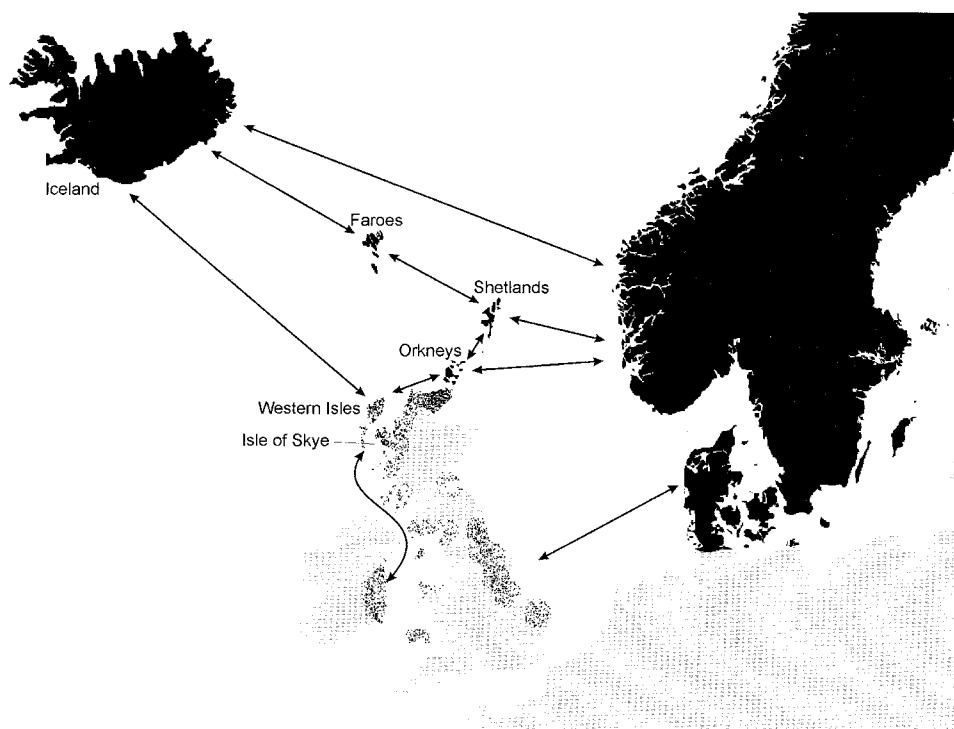 Iceland
Faroes
Shetlands
Orkneys
Western Isles
Isle of Skye